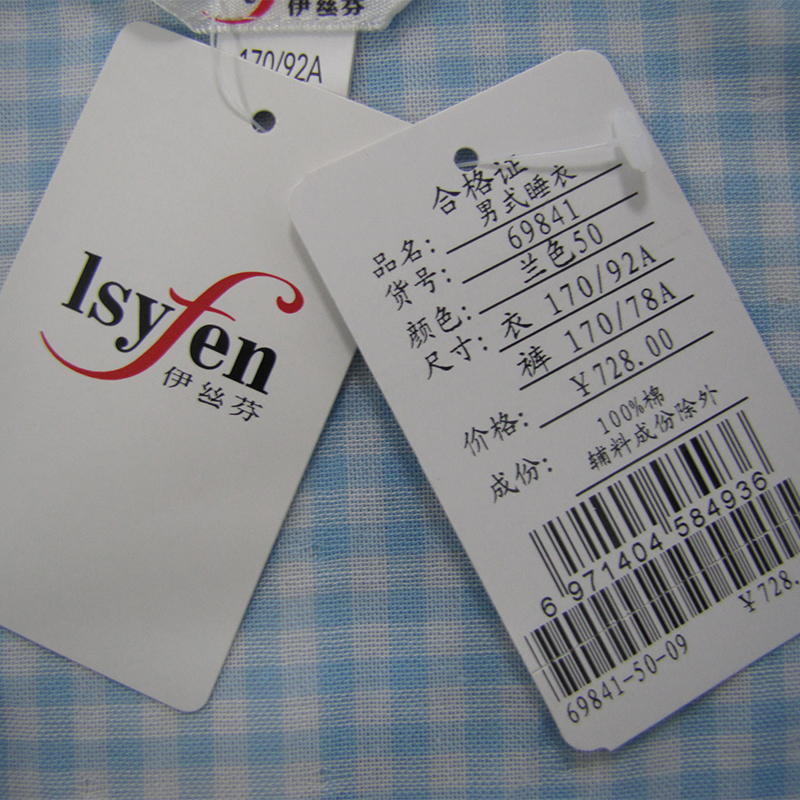 伊丝芬
170/92A
lsyfen
伊丝芬
合格证
品名: 男式睡衣
货号: 69841
颜色: 兰色50
尺寸: 衣 170/92A
裤 170/78A
价格: ¥728.00
成份: 100%棉
辅料成份除外
6 971404 584936
69841-50-09 ¥728.